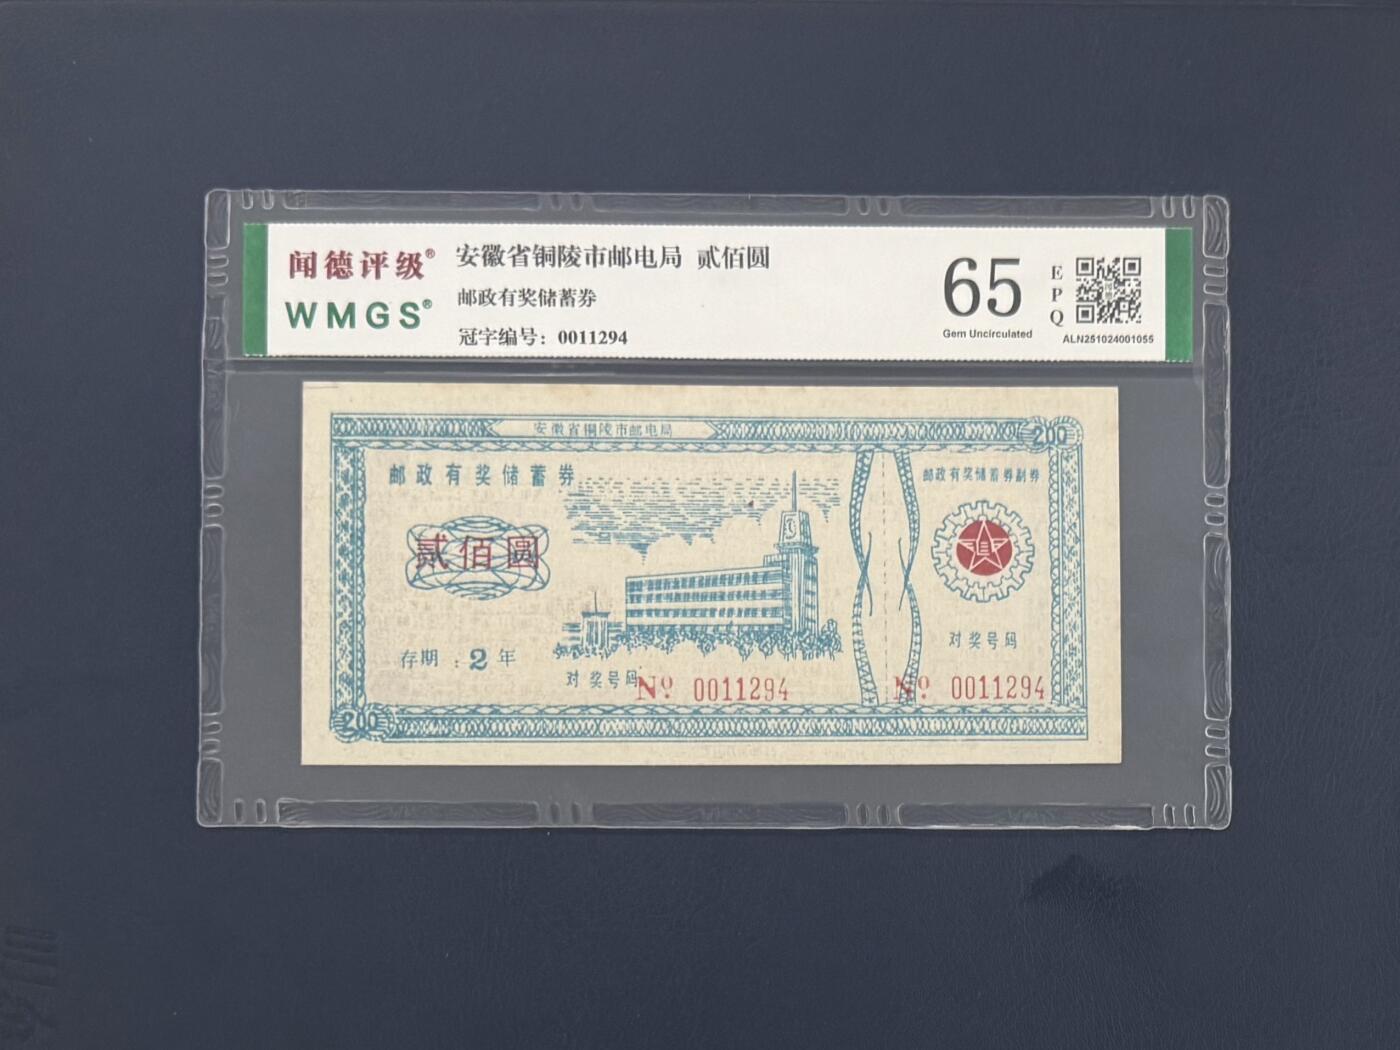 闻德评级®
WMGS®
安徽省铜陵市邮电局 贰佰圆
邮政有奖储蓄券
冠字编号：0011294
65
Gem Uncirculated
EPQ
ALN251024001055
安徽省铜陵市邮电局
200
邮政有奖储蓄券
邮政有奖储蓄券副券
贰佰圆
存期：2年
对奖号码
Nº 0011294
对奖号码
Nº 0011294
200